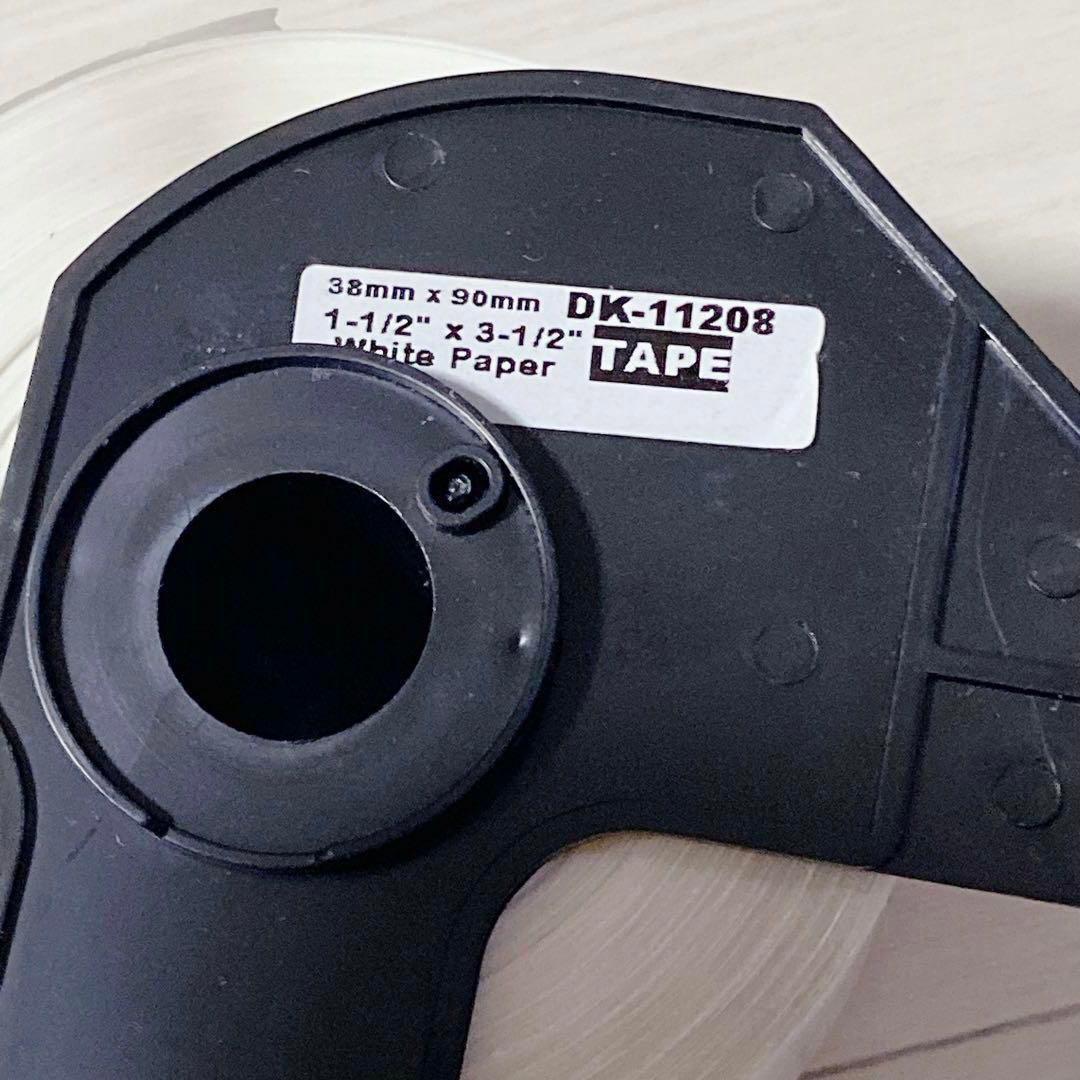 38mm x 90mm DK-11208
1-1/2" x 3-1/2" TAPE
White Paper